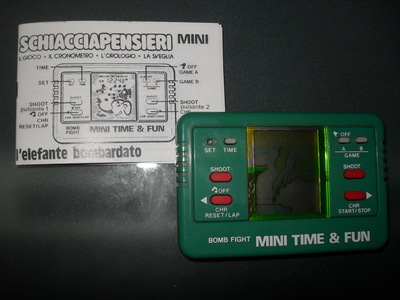 SCHIACCIAPENSIERI MINI
IL GIOCO • IL CRONOMETRO • L'OROLOGIO • LA SVEGLIA
TIME
OFF
GAME A
SET
GAME B
SHOOT
pulsante 1
SHOOT
pulsante 2
OFF
CHR
RESET/LAP
BOMB
FIGHT
MINI TIME & FUN
l'elefante bombardato
SET TIME
OFF
A B
GAME
SHOOT
SHOOT
OFF
CHR
RESET/LAP
CHR
START/STOP
BOMB FIGHT MINI TIME & FUN